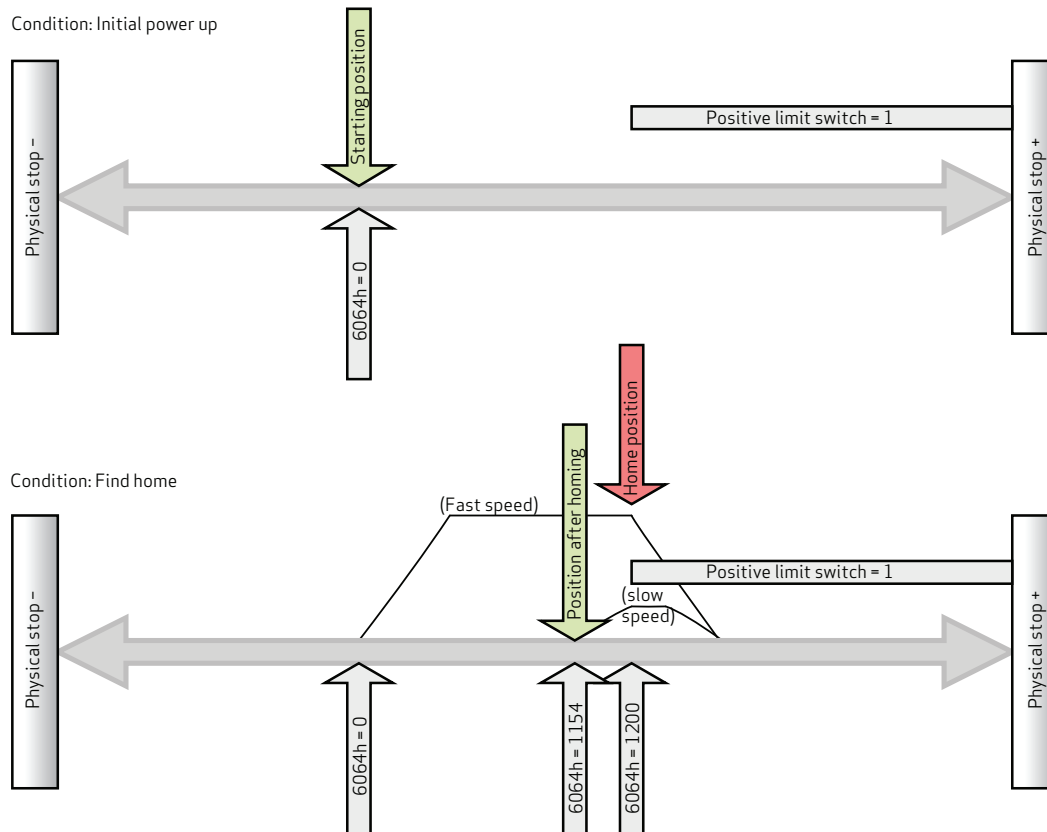 Condition: Initial power up
Starting position
Positive limit switch = 1
Physical stop –
Physical stop +
6064h = 0
Home position
Condition: Find home
Position after homing
(Fast speed)
Positive limit switch = 1
(slow
speed)
Physical stop –
Physical stop +
6064h = 0
6064h = 1154
6064h = 1200